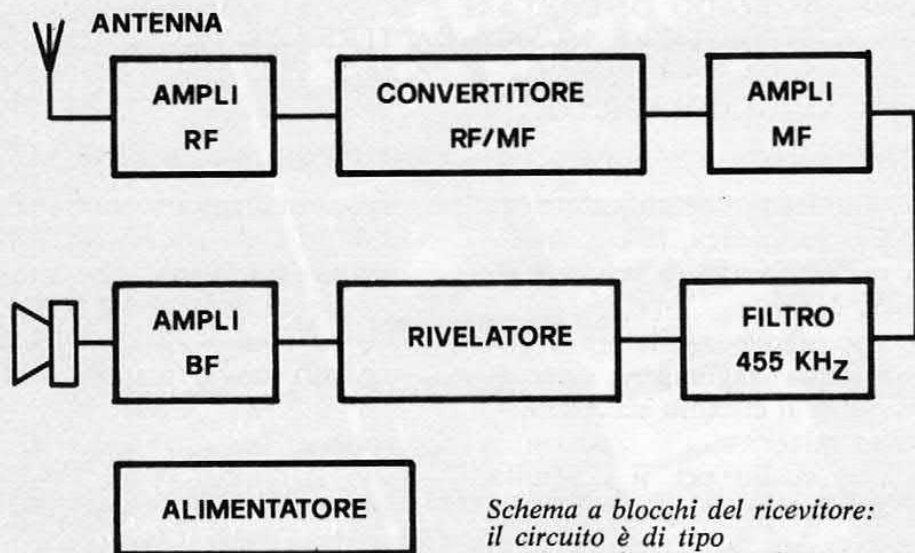 ANTENNA
AMPLI
RF
CONVERTITORE
RF/MF
AMPLI
MF
AMPLI
BF
RIVELATORE
FILTRO
455 KHZ
ALIMENTATORE
Schema a blocchi del ricevitore:
il circuito è di tipo